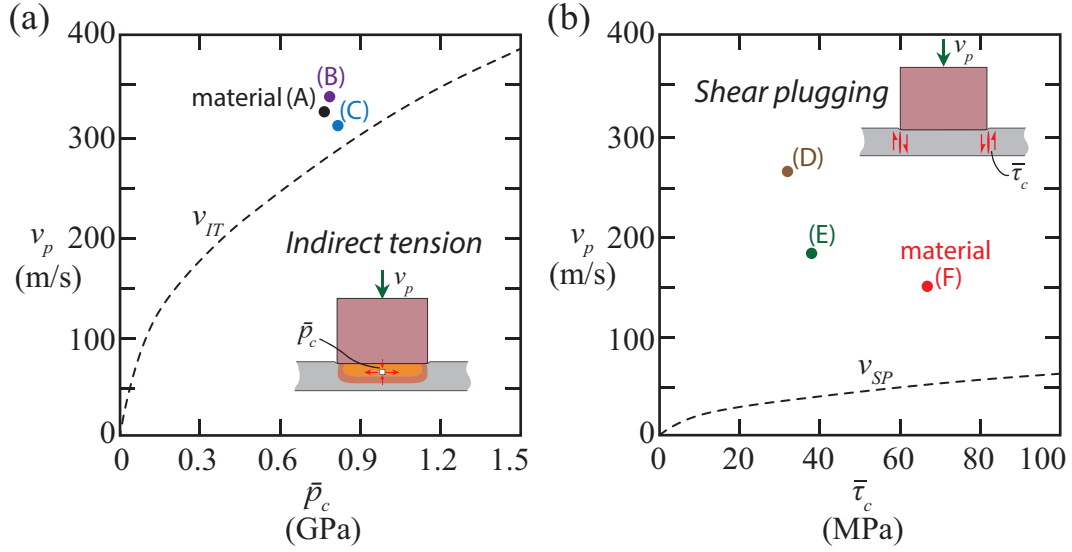 (a)
400
300
200
100
0
v_p
(m/s)
material (A)
(B)
(C)
v_IT
Indirect tension
v_p
p̄_c
0 0.3 0.6 0.9 1.2 1.5
p̄_c
(GPa)
(b)
400
300
200
100
0
v_p
(m/s)
Shear plugging
v_p
τ̄_c
(D)
(E)
material
(F)
v_SP
0 20 40 60 80 100
τ̄_c
(MPa)